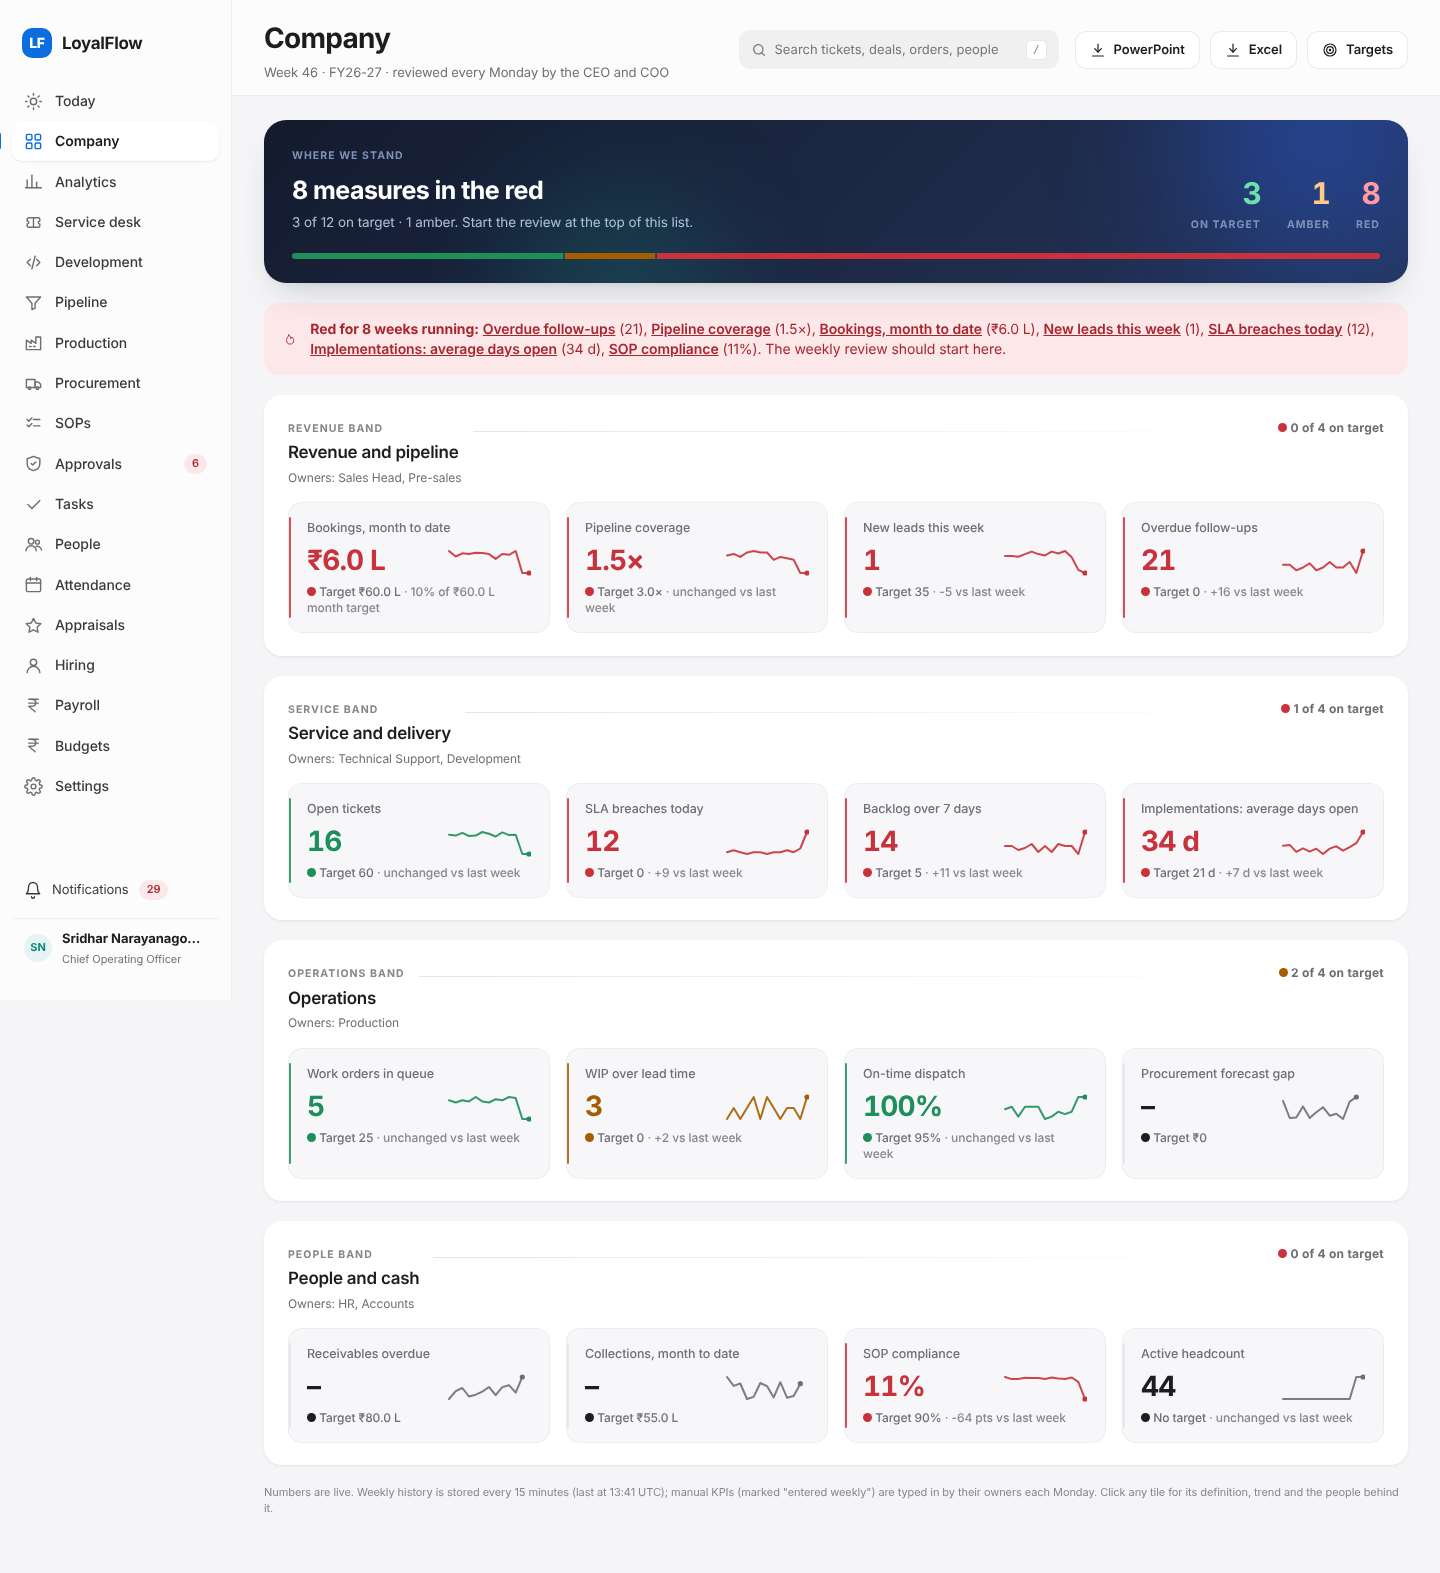 LF LoyalFlow
Today
Company
Analytics
Service desk
Development
Pipeline
Production
Procurement
SOPs
Approvals 6
Tasks
People
Attendance
Appraisals
Hiring
Payroll
Budgets
Settings
Notifications 29
SN Sridhar Narayanago...
Chief Operating Officer
Company
Week 46 · FY26-27 · reviewed every Monday by the CEO and COO
Search tickets, deals, orders, people /
PowerPoint
Excel
Targets
WHERE WE STAND
8 measures in the red
3 of 12 on target · 1 amber. Start the review at the top of this list.
3 1 8
ON TARGET AMBER RED
Red for 8 weeks running: Overdue follow-ups (21), Pipeline coverage (1.5×), Bookings, month to date (₹6.0 L), New leads this week (1), SLA breaches today (12),
Implementations: average days open (34 d), SOP compliance (11%). The weekly review should start here.
REVENUE BAND
0 of 4 on target
Revenue and pipeline
Owners: Sales Head, Pre-sales
Bookings, month to date
₹6.0 L
Target ₹60.0 L · 10% of ₹60.0 L
month target
Pipeline coverage
1.5×
Target 3.0× · unchanged vs last
week
New leads this week
1
Target 35 · -5 vs last week
Overdue follow-ups
21
Target 0 · +16 vs last week
SERVICE BAND
1 of 4 on target
Service and delivery
Owners: Technical Support, Development
Open tickets
16
Target 60 · unchanged vs last week
SLA breaches today
12
Target 0 · +9 vs last week
Backlog over 7 days
14
Target 5 · +11 vs last week
Implementations: average days open
34 d
Target 21 d · +7 d vs last week
OPERATIONS BAND
2 of 4 on target
Operations
Owners: Production
Work orders in queue
5
Target 25 · unchanged vs last week
WIP over lead time
3
Target 0 · +2 vs last week
On-time dispatch
100%
Target 95% · unchanged vs last
week
Procurement forecast gap
–
Target ₹0
PEOPLE BAND
0 of 4 on target
People and cash
Owners: HR, Accounts
Receivables overdue
–
Target ₹80.0 L
Collections, month to date
–
Target ₹55.0 L
SOP compliance
11%
Target 90% · -64 pts vs last week
Active headcount
44
No target · unchanged vs last week
Numbers are live. Weekly history is stored every 15 minutes (last at 13:41 UTC); manual KPIs (marked "entered weekly") are typed in by their owners each Monday. Click any tile for its definition, trend and the people behind
it.